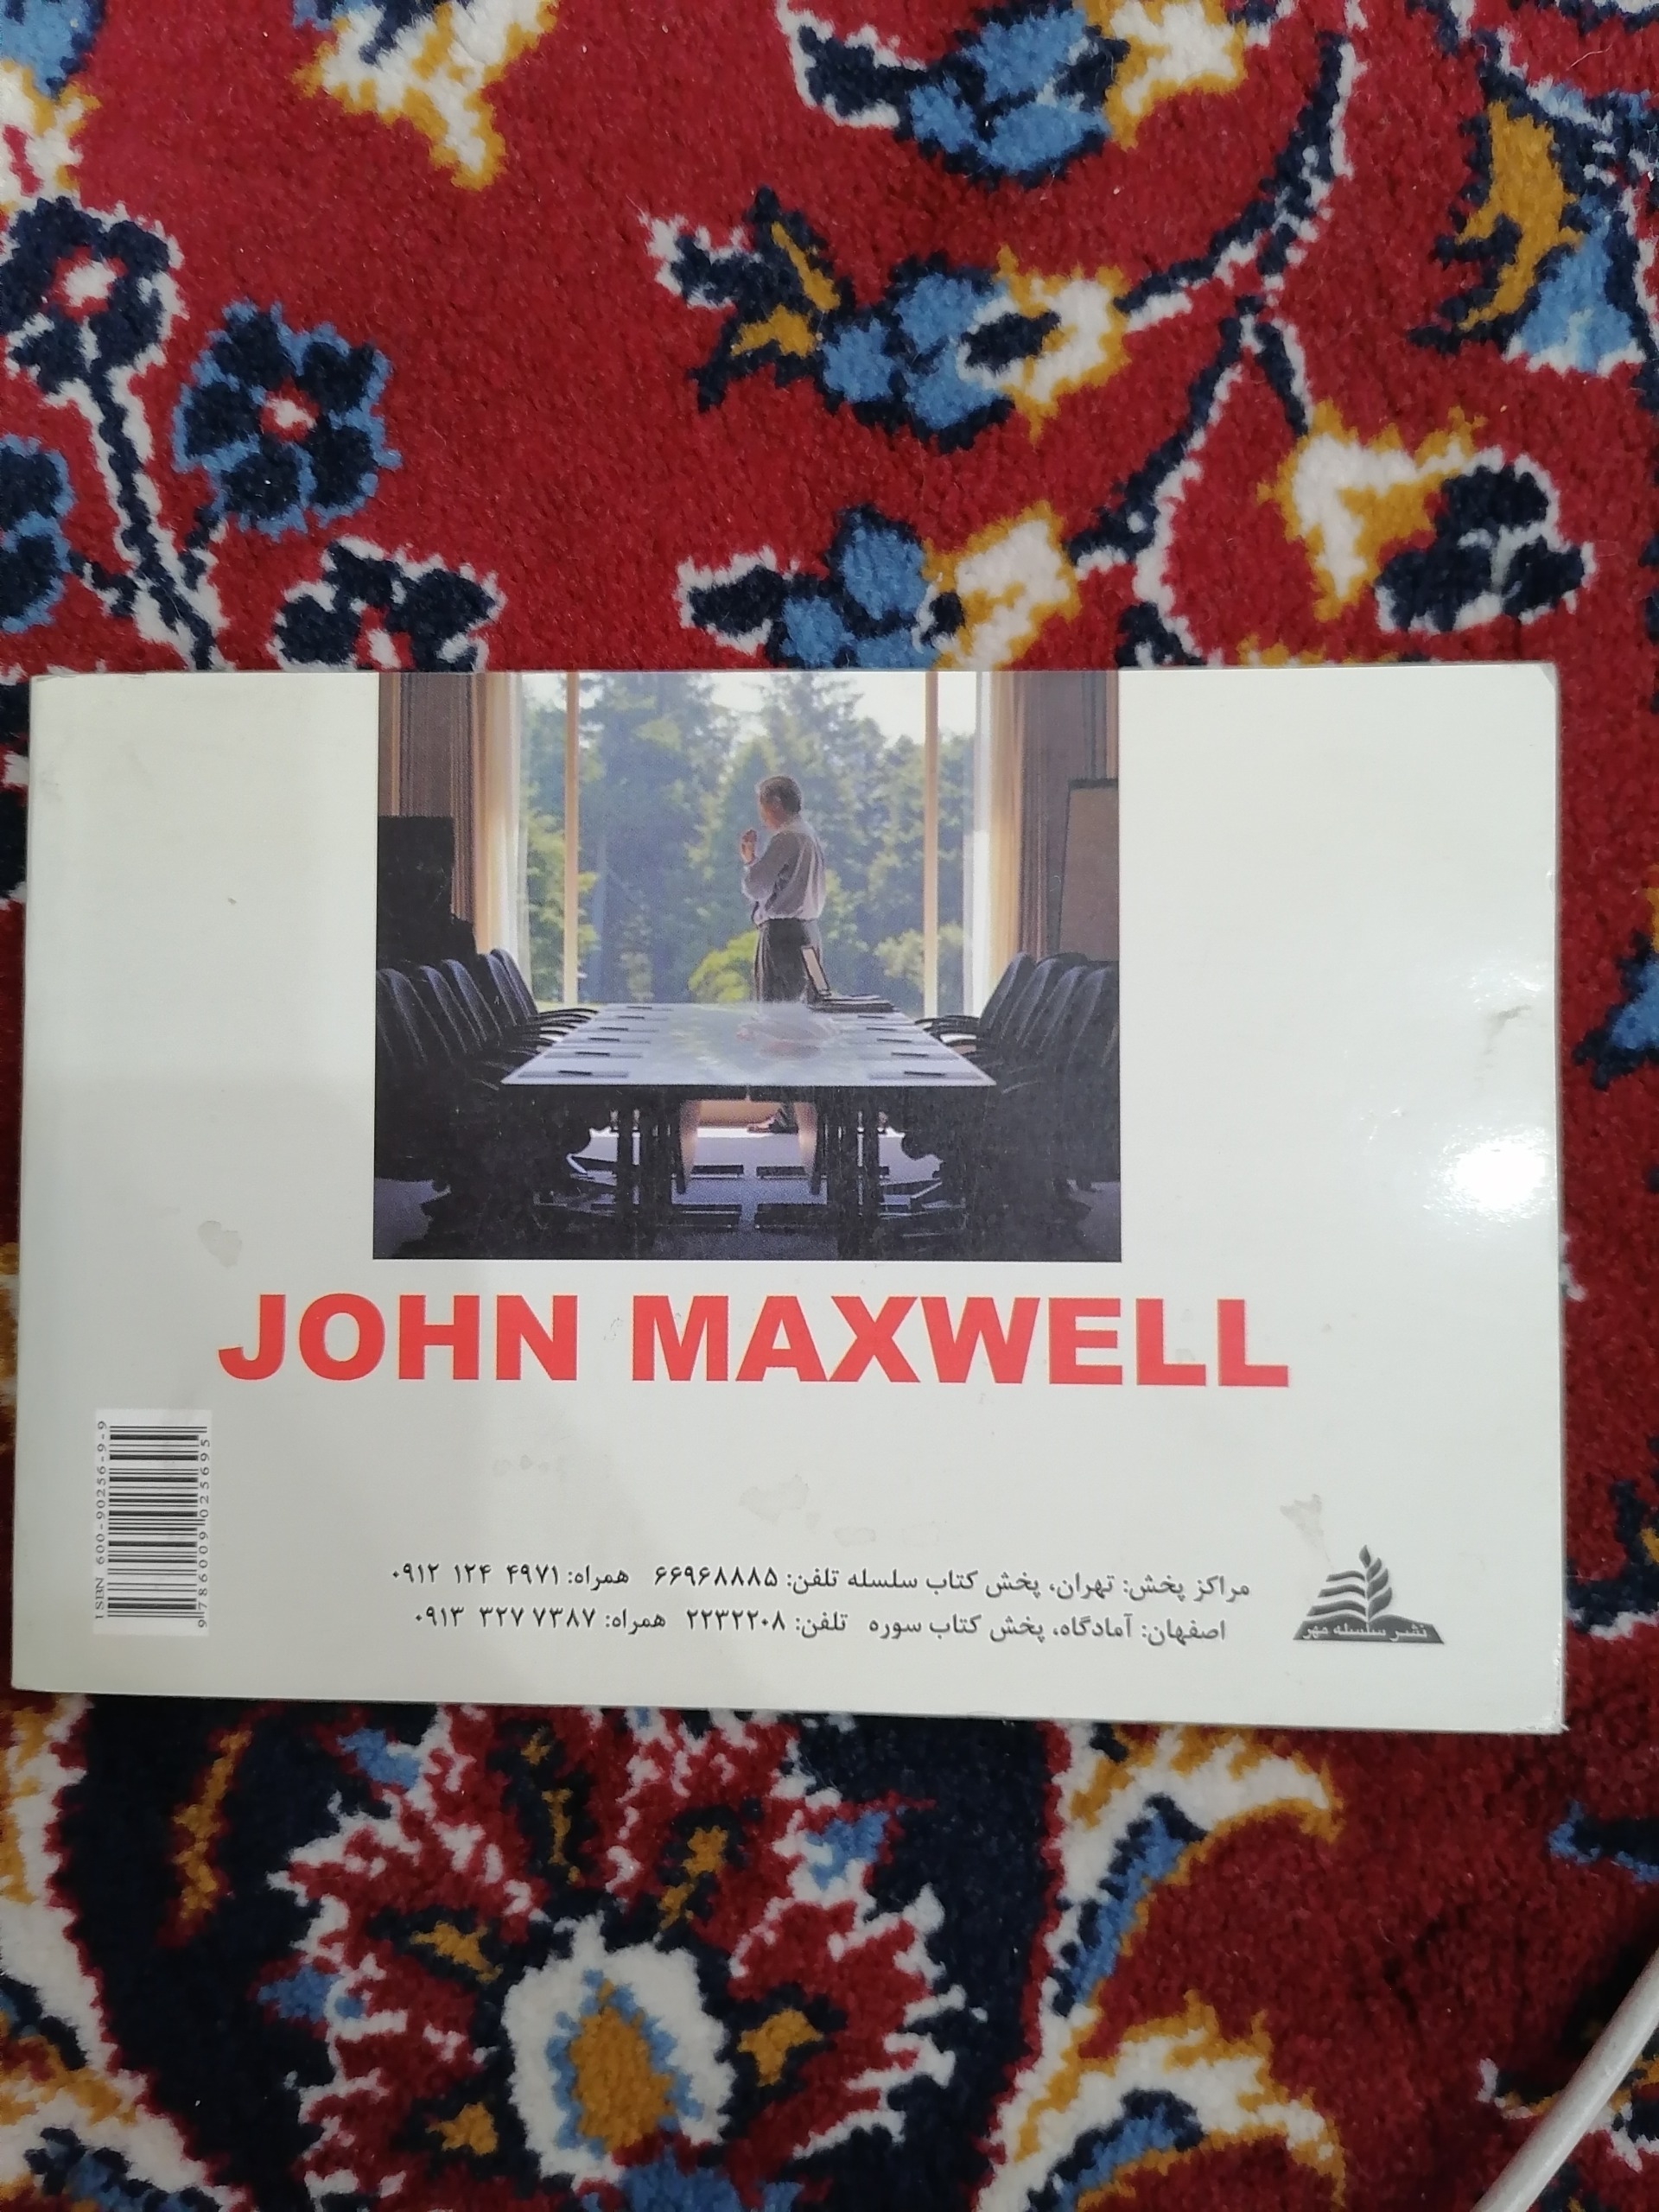 JOHN MAXWELL
ISBN 600-90256-9-9
9786009025695
مراکز پخش: تهران، پخش کتاب سلسله تلفن: ۶۶۹۶۸۸۸۵ همراه: ۴۹۷۱ ۱۲۴ ۰۹۱۲
اصفهان: آمادگاه، پخش کتاب سوره تلفن: ۲۲۳۲۲۰۸ همراه: ۷۳۸۷ ۳۲۷ ۰۹۱۳
نشر سلسله مهر